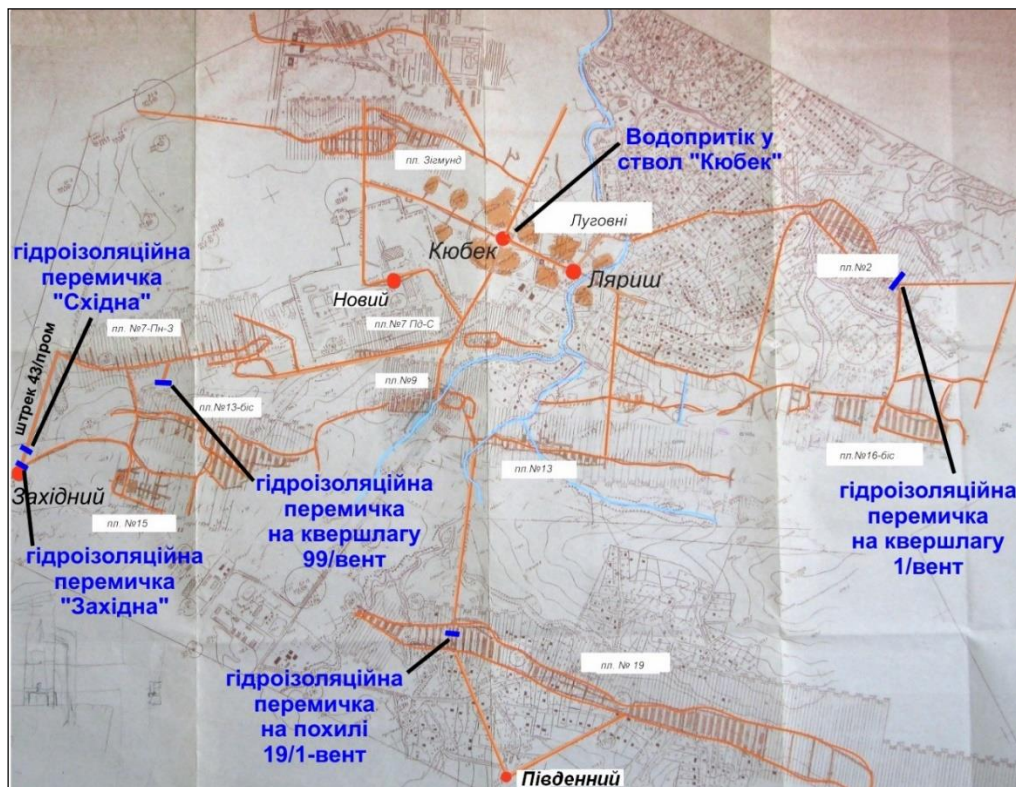 пл. Зігмунд
Водопритік у
ствол "Кюбек"
Луговні
Кюбек
Ляриш
пл.№2
гідроізоляційна
перемичка
"Східна"
Новий
пл.№7 Пд-С
пл. №7-Пн-З
штрек 43/пром
пл.№9
пл.№13-біс
Західний
пл. №15
гідроізоляційна
перемичка
"Західна"
гідроізоляційна
перемичка
на квершлагу
99/вент
пл.№13
пл.№16-біс
гідроізоляційна
перемичка
на квершлагу
1/вент
гідроізоляційна
перемичка
на похилі
19/1-вент
пл. № 19
Південний